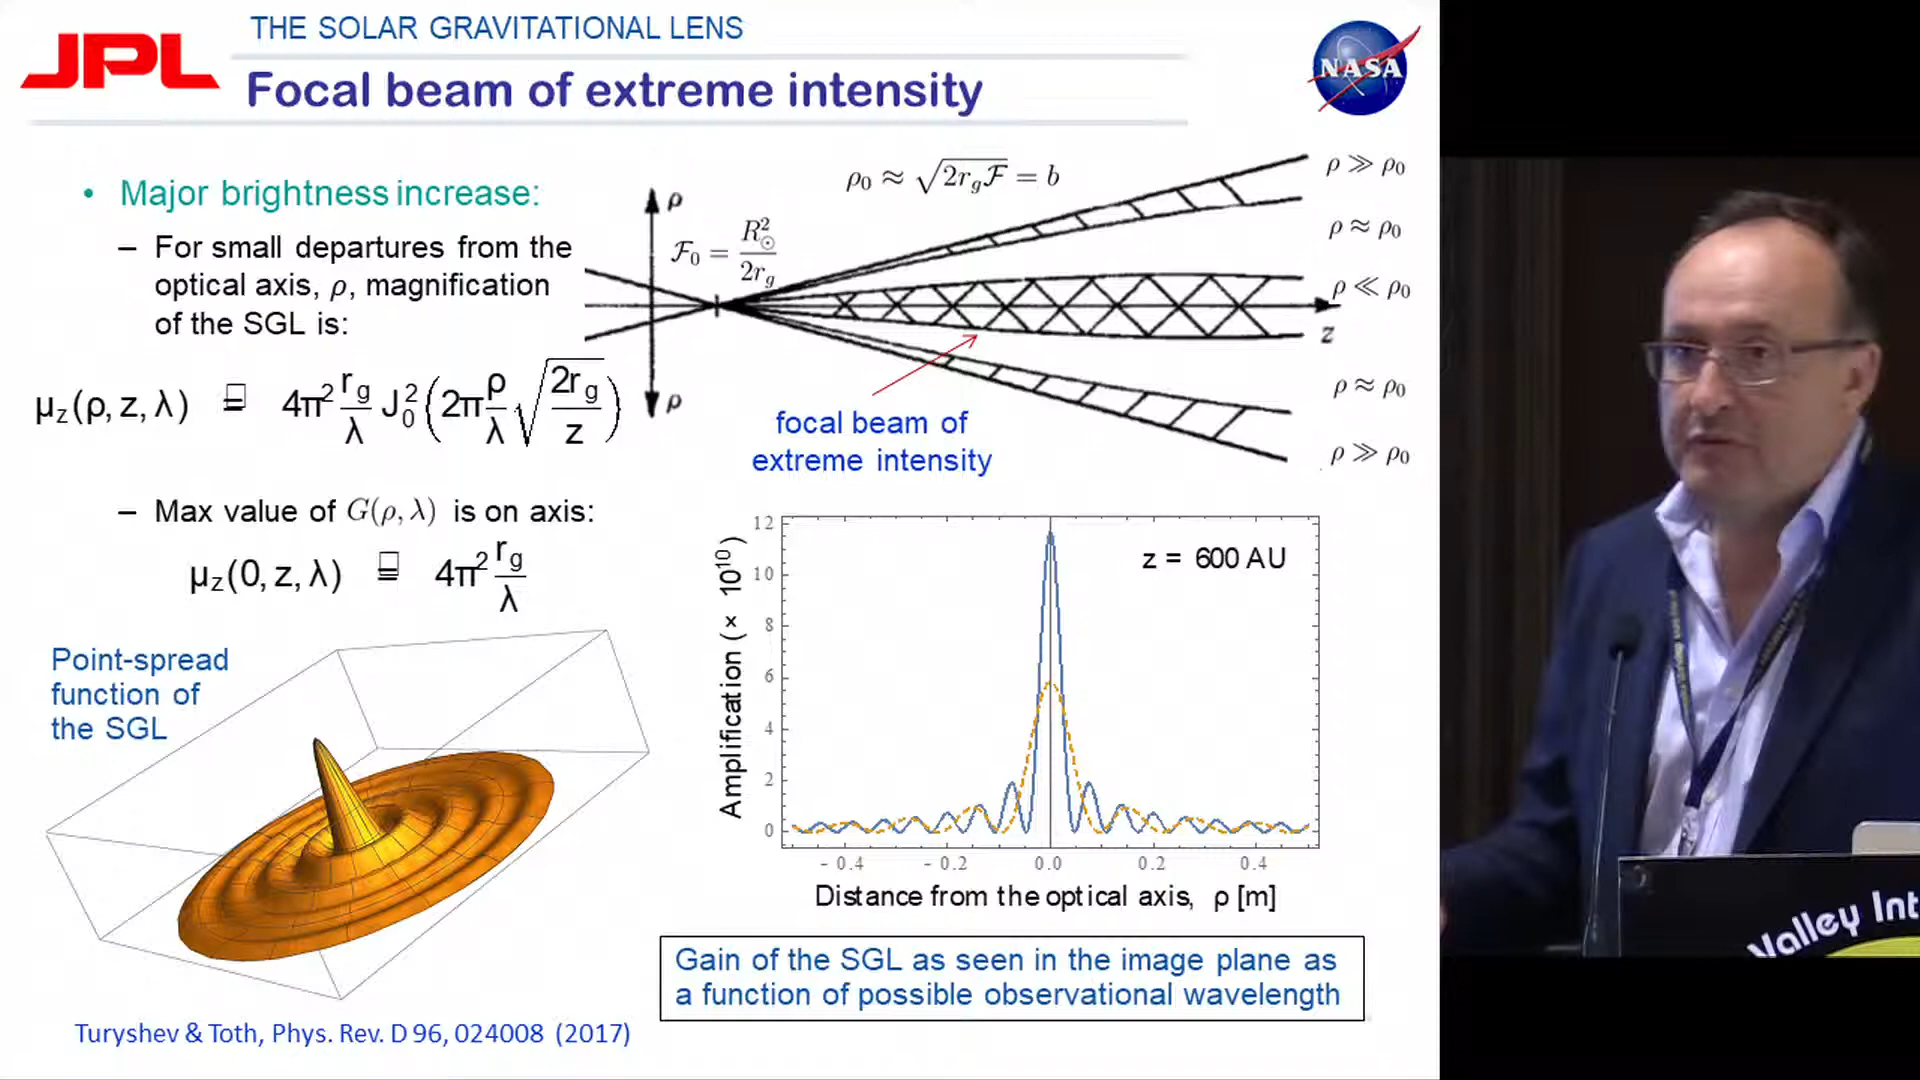 THE SOLAR GRAVITATIONAL LENS
JPL
Focal beam of extreme intensity
NASA
• Major brightness increase:
– For small departures from the
optical axis, ρ, magnification
of the SGL is:
μz(ρ, z, λ) 4π² rg/λ J₀²(2π ρ/λ √(2rg/z))
– Max value of G(ρ, λ) is on axis:
μz(0, z, λ) 4π² rg/λ
Point-spread
function of
the SGL
Turyshev & Toth, Phys. Rev. D 96, 024008 (2017)
ρ₀ ≈ √(2rgℱ) = b
ρ
ℱ₀ = R²⊙/2rg
ρ
ρ ≫ ρ₀
ρ ≈ ρ₀
ρ ≪ ρ₀
z
ρ ≈ ρ₀
ρ ≫ ρ₀
focal beam of
extreme intensity
z = 600 AU
Amplification (× 10¹⁰)
12
10
8
6
4
2
0
-0.4 -0.2 0.0 0.2 0.4
Distance from the optical axis, ρ [m]
Gain of the SGL as seen in the image plane as
a function of possible observational wavelength
Valley Int